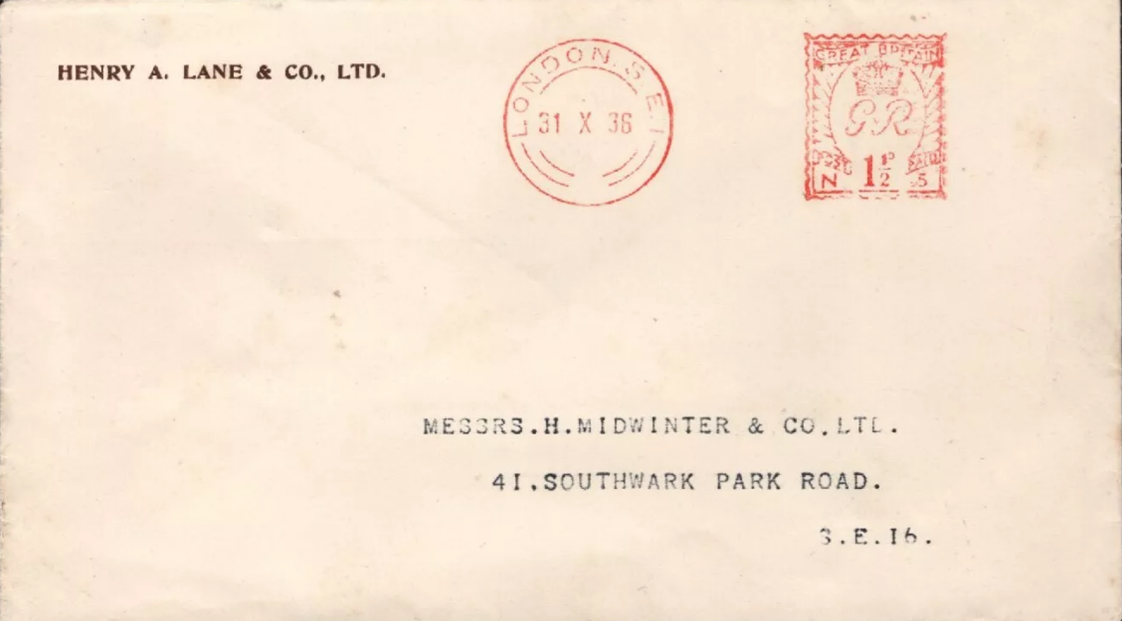 HENRY A. LANE & CO., LTD.
LONDON. S.E.1
31 X 36
GREAT BRITAIN
GR
POSTAGE PAID
N 1½ᴰ 5
MESSRS.H.MIDWINTER & CO.LTD.
41.SOUTHWARK PARK ROAD.
S.E.16.